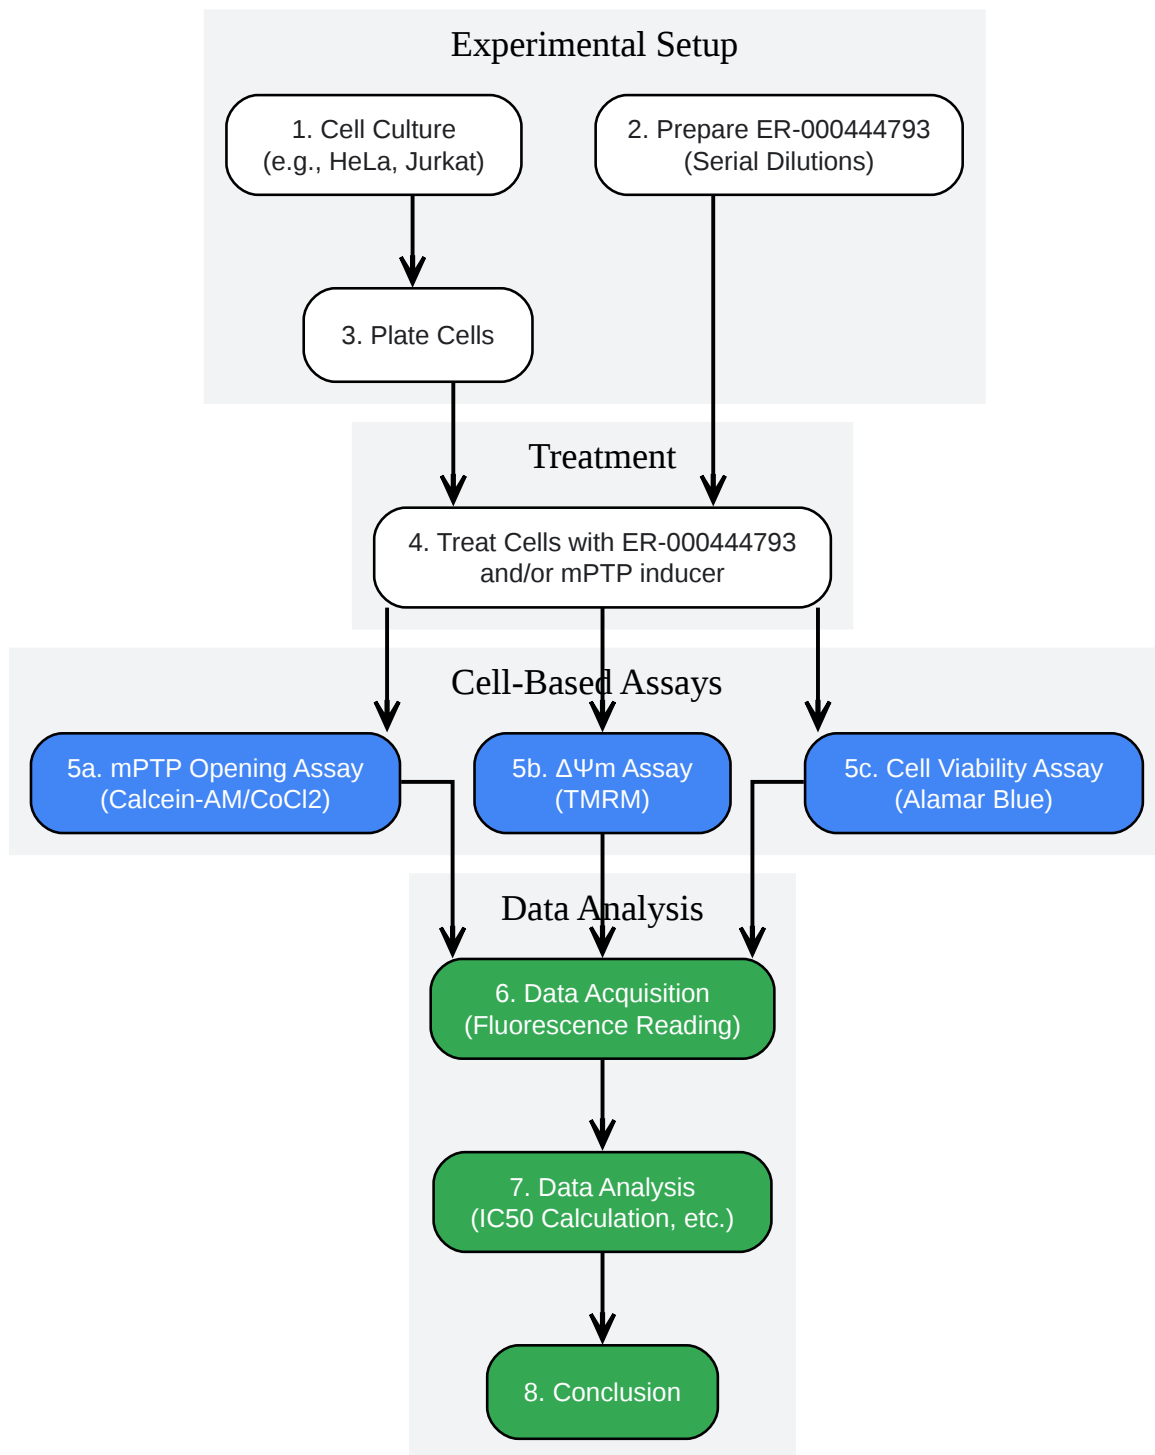 Experimental Setup
1. Cell Culture
(e.g., HeLa, Jurkat)
2. Prepare ER-000444793
(Serial Dilutions)
3. Plate Cells
Treatment
4. Treat Cells with ER-000444793
and/or mPTP inducer
Cell-Based Assays
5a. mPTP Opening Assay
(Calcein-AM/CoCl2)
5b. ΔΨm Assay
(TMRM)
5c. Cell Viability Assay
(Alamar Blue)
Data Analysis
6. Data Acquisition
(Fluorescence Reading)
7. Data Analysis
(IC50 Calculation, etc.)
8. Conclusion